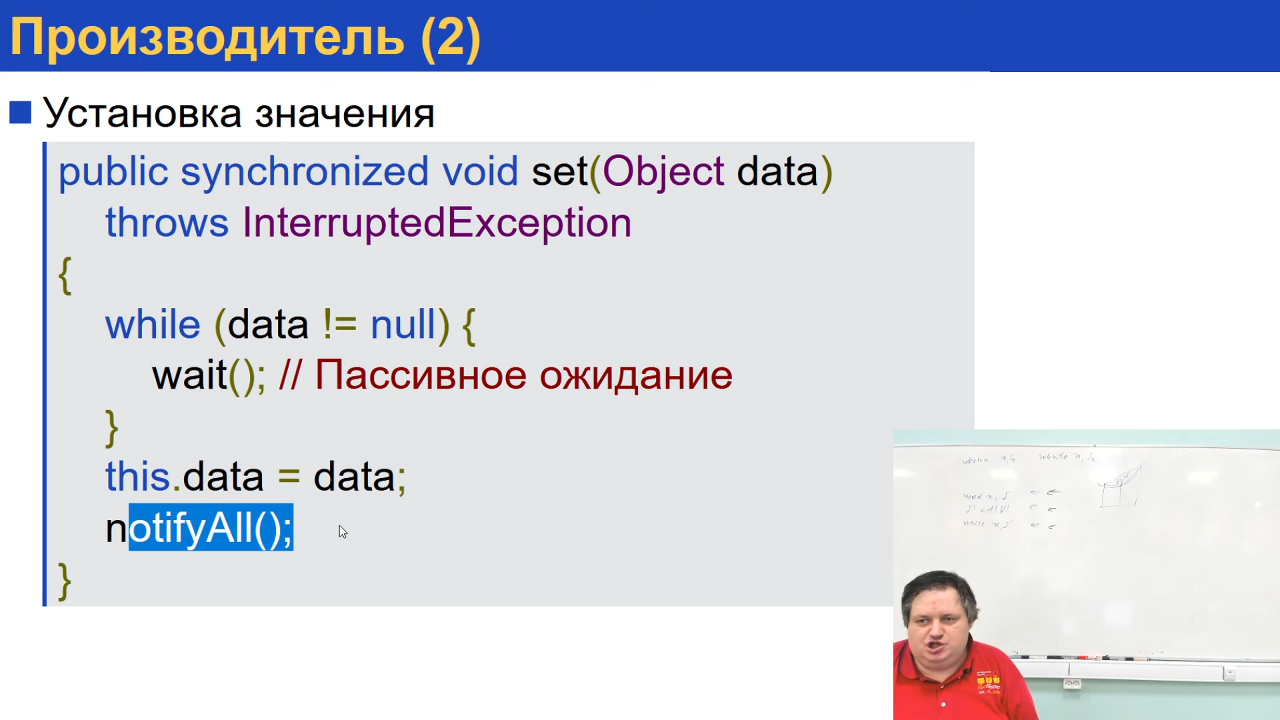 Производитель (2)
Установка значения
public synchronized void set(Object data)
throws InterruptedException
{
while (data != null) {
wait(); // Пассивное ожидание
}
this.data = data;
notifyAll();
}